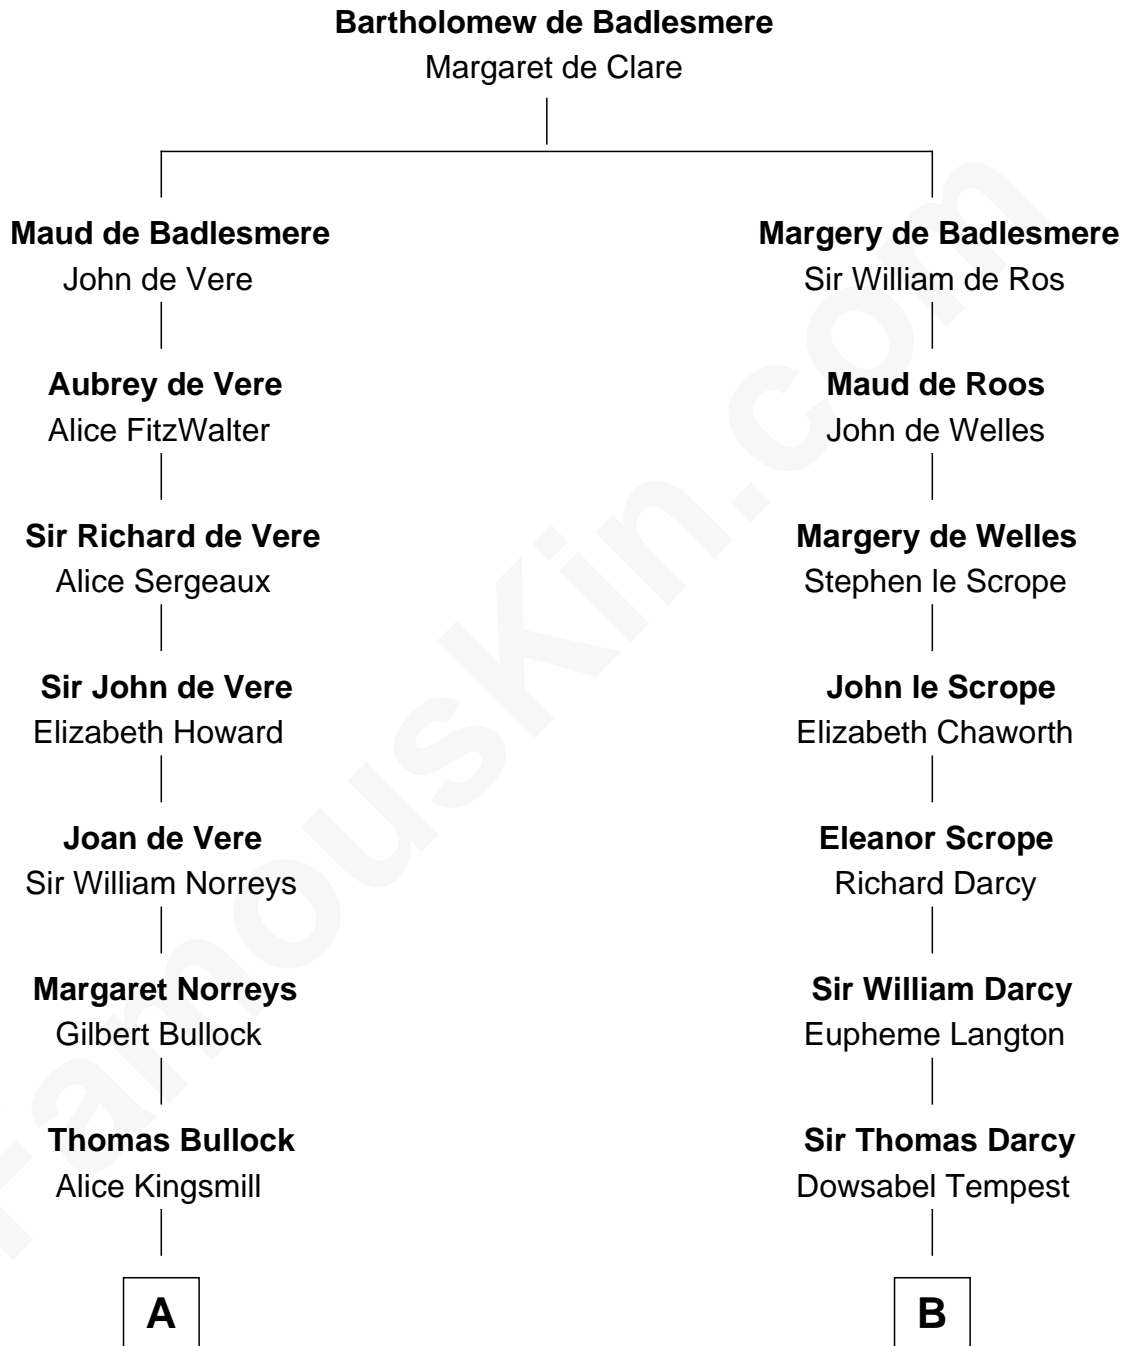 Bartholomew de Badlesmere
Margaret de Clare
Maud de Badlesmere
John de Vere
Margery de Badlesmere
Sir William de Ros
Aubrey de Vere
Alice FitzWalter
Maud de Roos
John de Welles
Sir Richard de Vere
Alice Sergeaux
Margery de Welles
Stephen le Scrope
Sir John de Vere
Elizabeth Howard
John le Scrope
Elizabeth Chaworth
Joan de Vere
Sir William Norreys
Eleanor Scrope
Richard Darcy
Margaret Norreys
Gilbert Bullock
Sir William Darcy
Eupheme Langton
Thomas Bullock
Alice Kingsmill
Sir Thomas Darcy
Dowsabel Tempest
A
B
FamousKin.com